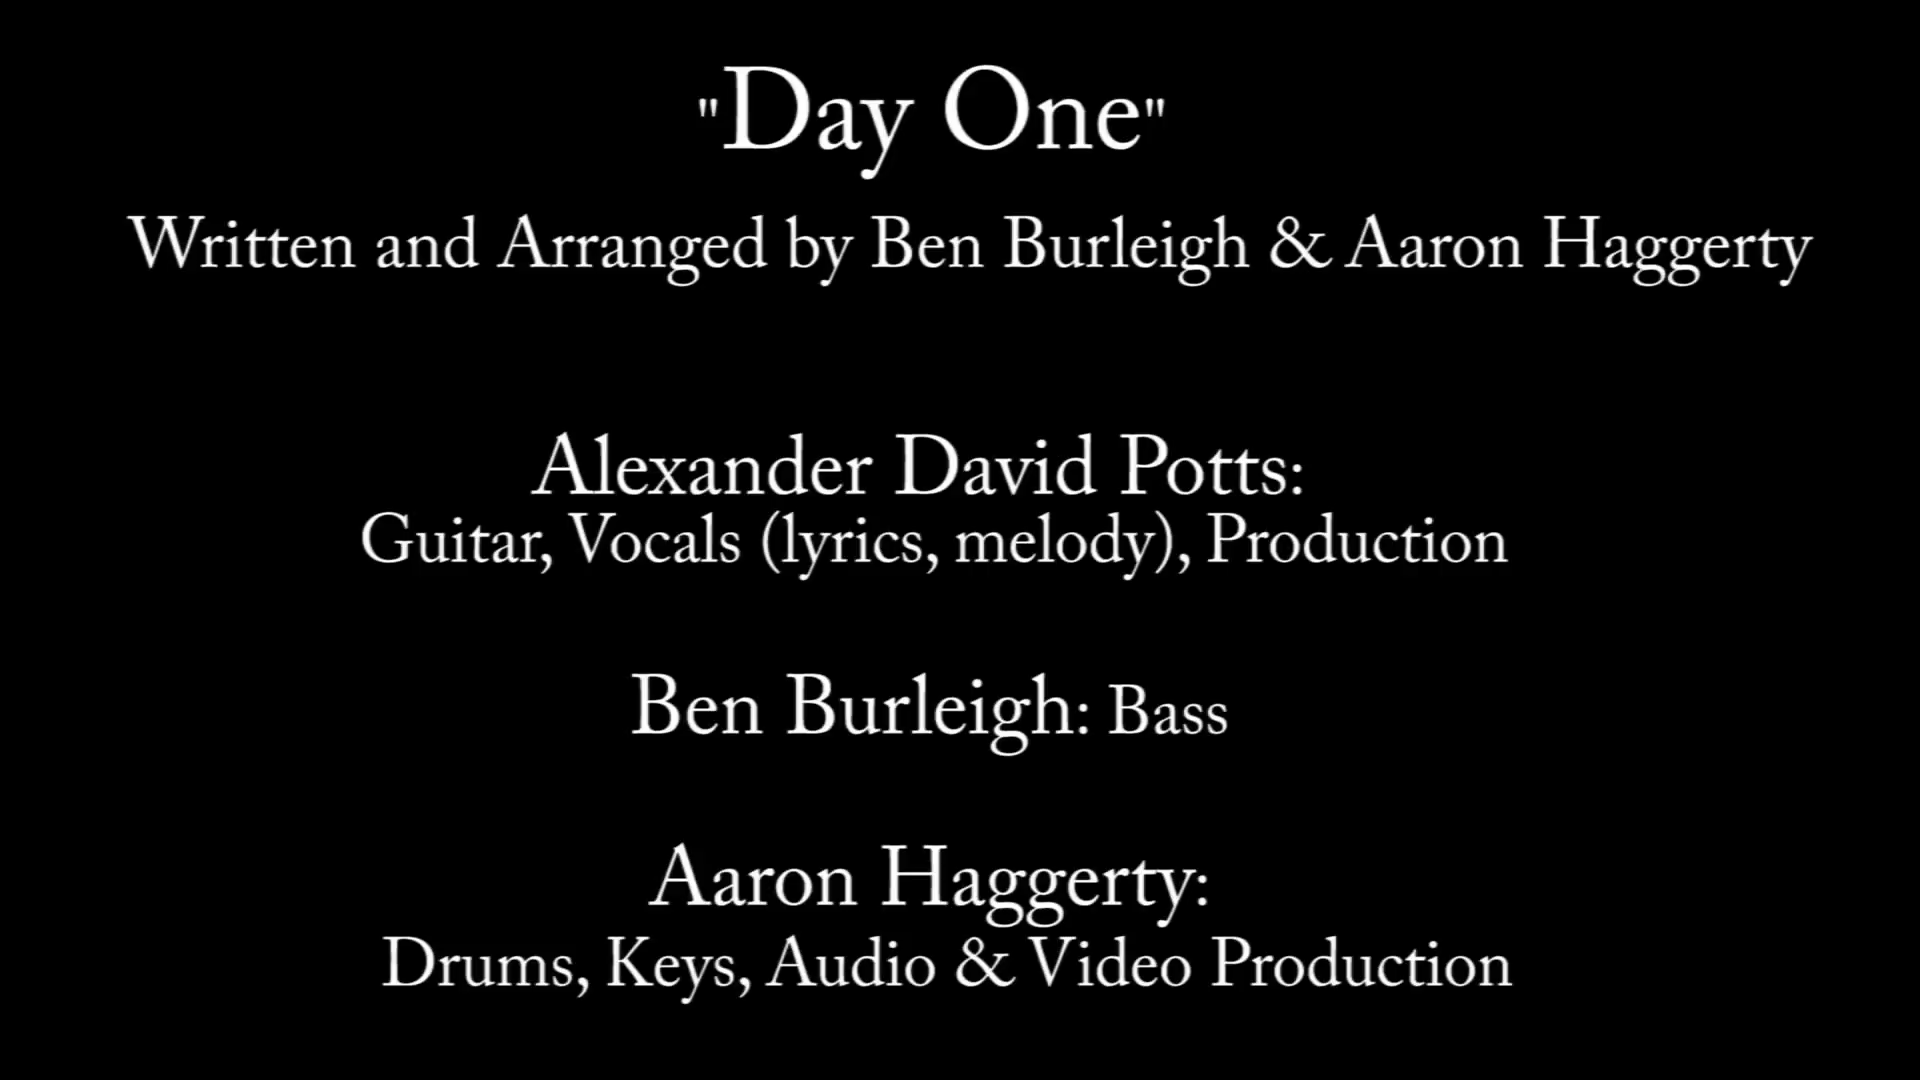 "Day One"
Written and Arranged by Ben Burleigh & Aaron Haggerty
Alexander David Potts:
Guitar, Vocals (lyrics, melody), Production
Ben Burleigh: Bass
Aaron Haggerty:
Drums, Keys, Audio & Video Production